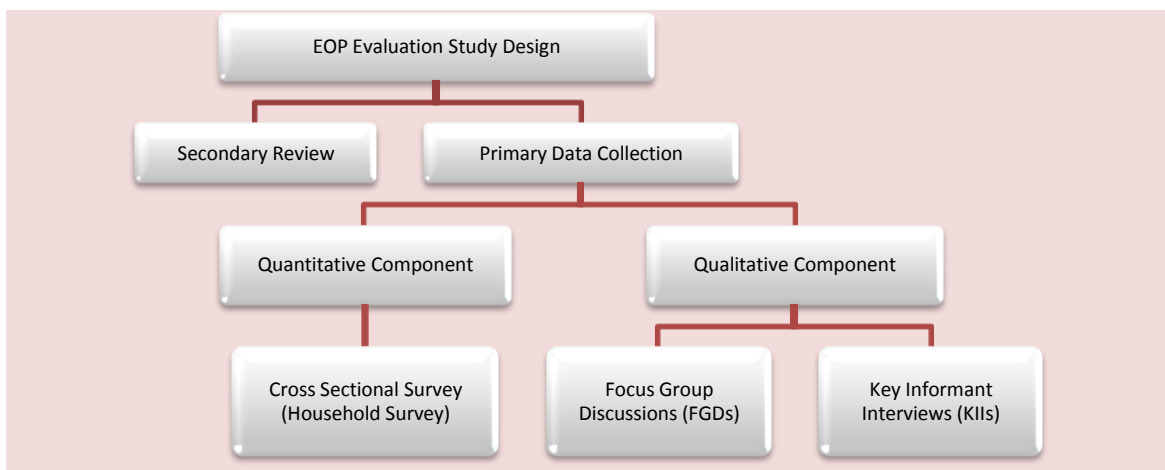 EOP Evaluation Study Design
Secondary Review
Primary Data Collection
Quantitative Component
Qualitative Component
Cross Sectional Survey
(Household Survey)
Focus Group
Discussions (FGDs)
Key Informant
Interviews (KIIs)